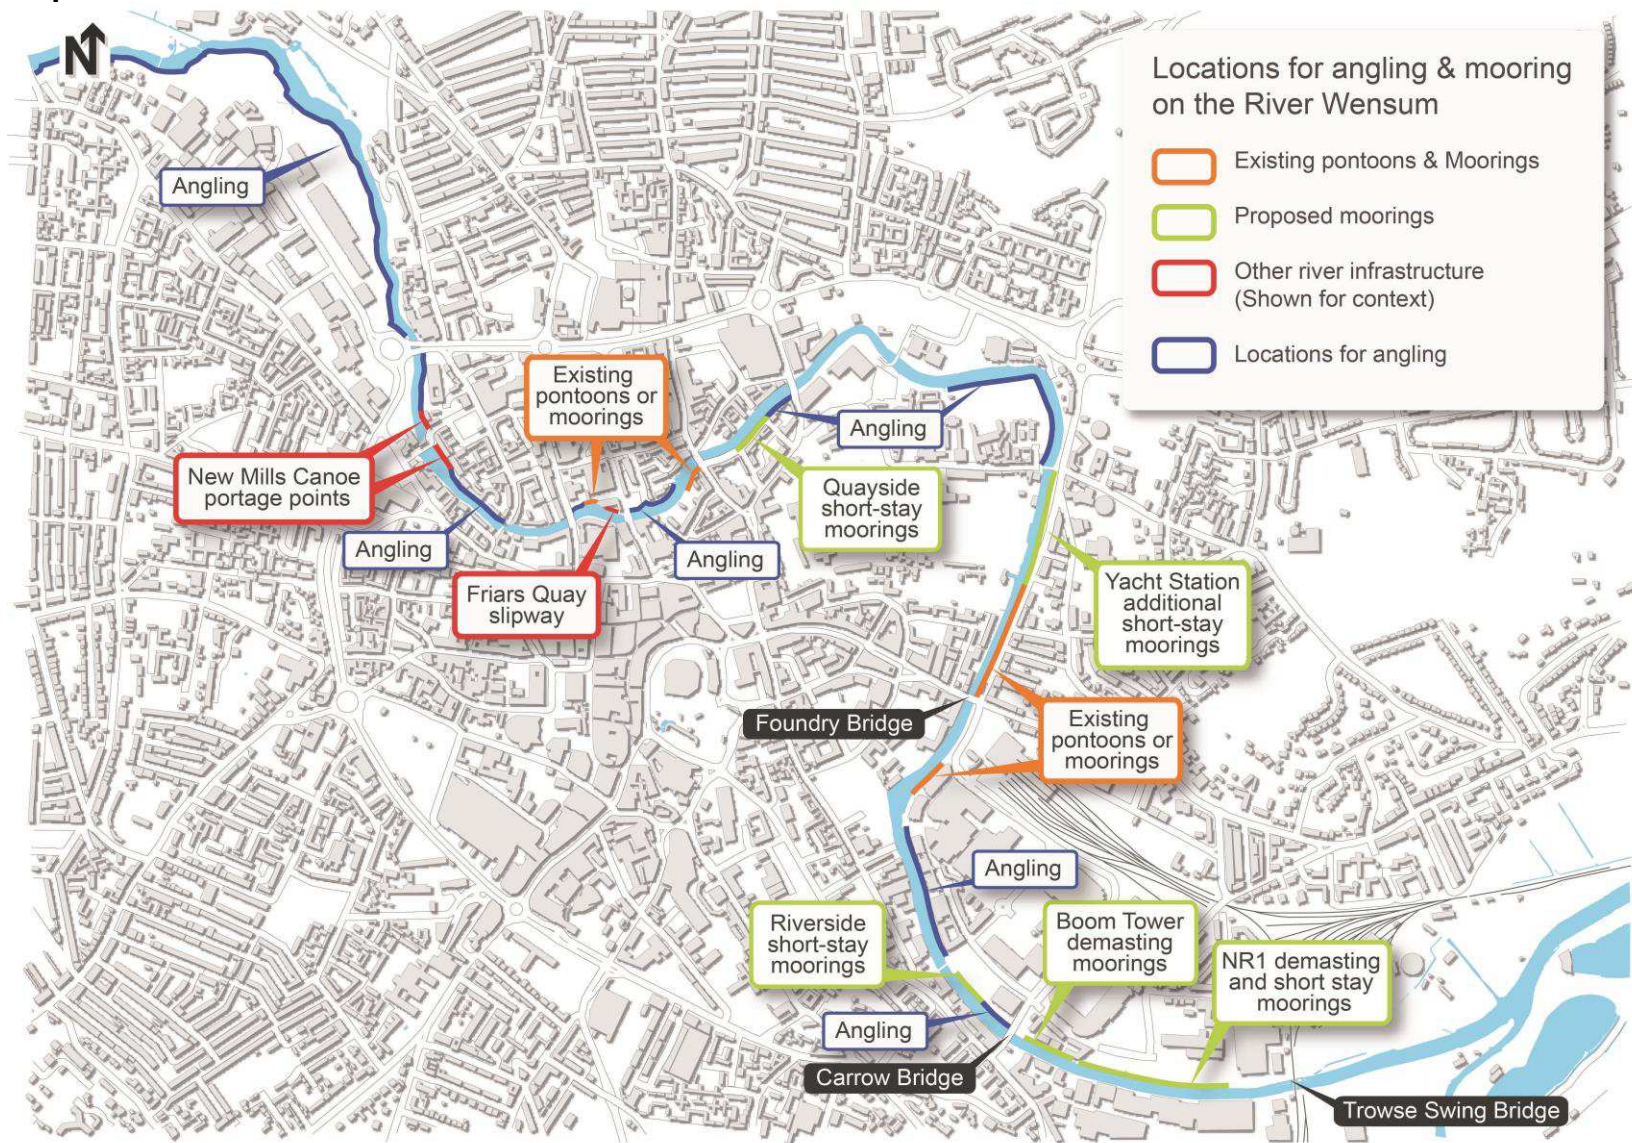 N
Locations for angling & mooring
on the River Wensum
Existing pontoons & Moorings
Proposed moorings
Other river infrastructure
(Shown for context)
Locations for angling
Angling
Existing
pontoons or
moorings
Angling
New Mills Canoe
portage points
Quayside
short-stay
moorings
Angling
Angling
Friars Quay
slipway
Yacht Station
additional
short-stay
moorings
Foundry Bridge
Existing
pontoons or
moorings
Angling
Riverside
short-stay
moorings
Boom Tower
demasting
moorings
NR1 demasting
and short stay
moorings
Angling
Carrow Bridge
Trowse Swing Bridge